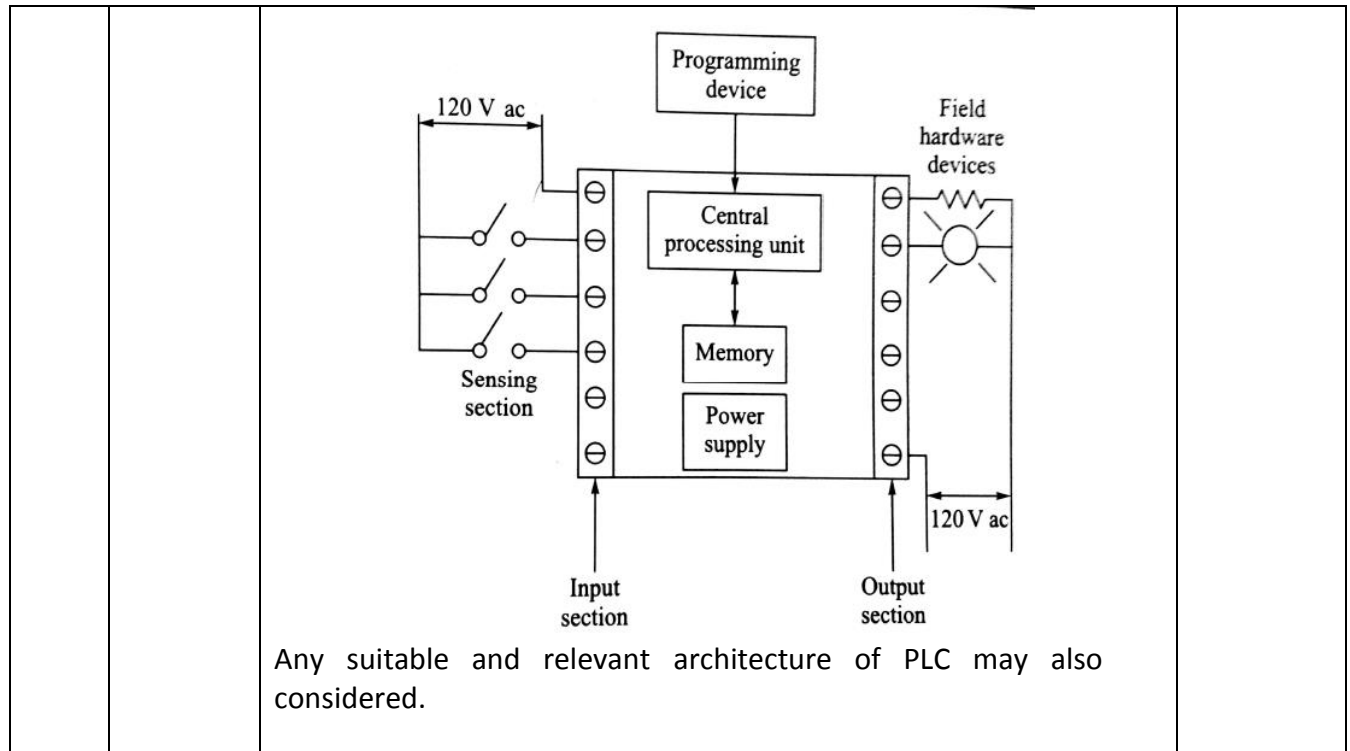 Programming
device
120 V ac
Field
hardware
devices
Central
processing unit
Memory
Sensing
section
Power
supply
120 V ac
Input
section
Output
section
Any suitable and relevant architecture of PLC may also
considered.